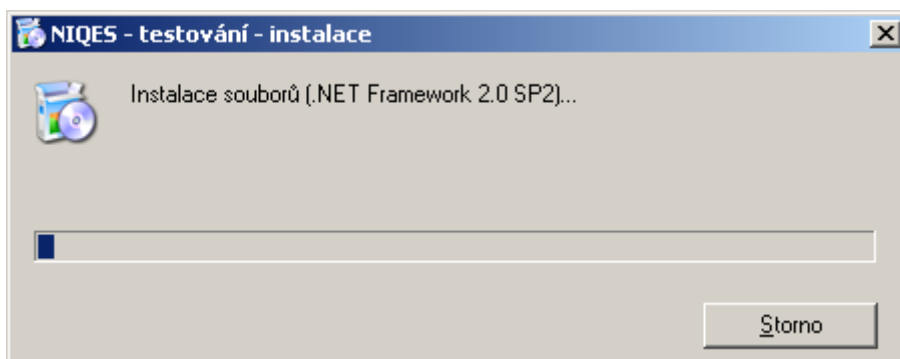 NIQES - testování - instalace
Instalace souborů (.NET Framework 2.0 SP2)...
Storno